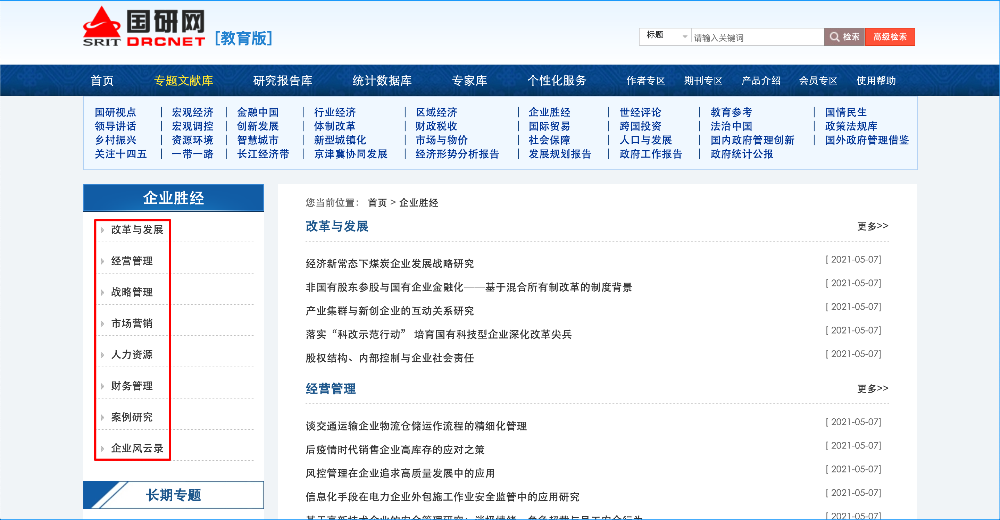 国研网
SRIT DRCNET [教育版]
标题 请输入关键词 检索 高级检索
首页 专题文献库 研究报告库 统计数据库 专家库 个性化服务 作者专区 期刊专区 产品介绍 会员专区 使用帮助
国研视点 | 宏观经济 | 金融中国 | 行业经济 | 区域经济 | 企业胜经 | 世经评论 | 教育参考 | 国情民生
领导讲话 | 宏观调控 | 创新发展 | 体制改革 | 财政税收 | 国际贸易 | 跨国投资 | 法治中国 | 政策法规库
乡村振兴 | 资源环境 | 智慧城市 | 新型城镇化 | 市场与物价 | 社会保障 | 人口与发展 | 国内政府管理创新 | 国外政府管理借鉴
关注十四五 | 一带一路 | 长江经济带 | 京津冀协同发展 | 经济形势分析报告 | 发展规划报告 | 政府工作报告 | 政府统计公报
企业胜经
改革与发展
经营管理
战略管理
市场营销
人力资源
财务管理
案例研究
企业风云录
长期专题
您当前位置： 首页 > 企业胜经
改革与发展 更多>>
经济新常态下煤炭企业发展战略研究 [ 2021-05-07]
非国有股东参股与国有企业金融化——基于混合所有制改革的制度背景 [ 2021-05-07]
产业集群与新创企业的互动关系研究 [ 2021-05-07]
落实“科改示范行动” 培育国有科技型企业深化改革尖兵 [ 2021-05-07]
股权结构、内部控制与企业社会责任 [ 2021-05-07]
经营管理 更多>>
谈交通运输企业物流仓储运作流程的精细化管理 [ 2021-05-07]
后疫情时代销售企业高库存的应对之策 [ 2021-05-07]
风控管理在企业追求高质量发展中的应用 [ 2021-05-07]
信息化手段在电力企业外包施工作业安全监管中的应用研究 [ 2021-05-07]
[ 2021-05-07]